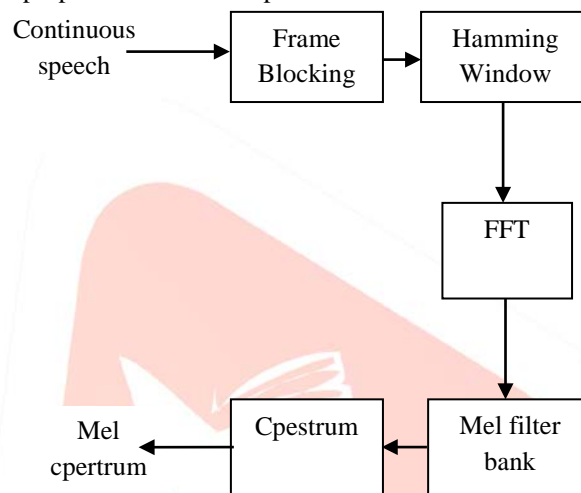 Continuous
speech
Frame
Blocking
Hamming
Window
FFT
Mel filter
bank
Cpestrum
Mel
cpertrum